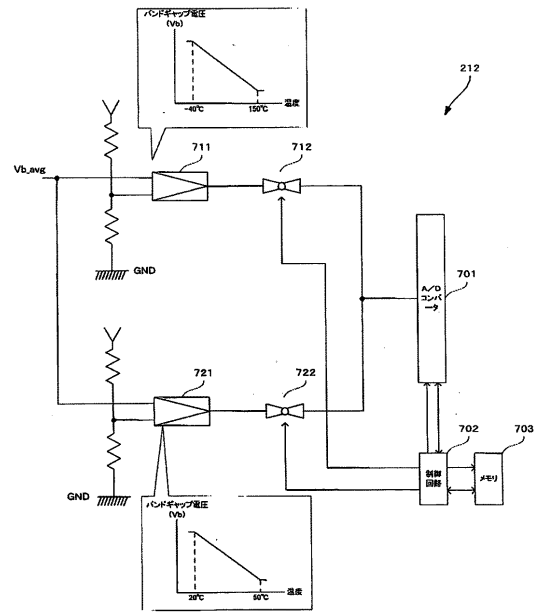 バンドギャップ電圧
(Vb)
-40℃
150℃
温度
212
711
712
Vb_avg
GND
701
A/D
コンバ
ータ
721
722
702
703
制御
回路
メモリ
GND
バンドギャップ電圧
(Vb)
20℃
50℃
温度